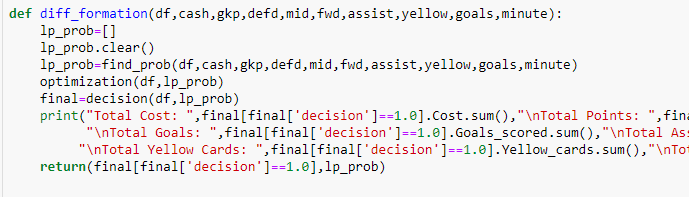 def diff_formation(df,cash,gkp,defd,mid,fwd,assist,yellow,goals,minute):
    lp_prob=[]
    lp_prob.clear()
    lp_prob=find_prob(df,cash,gkp,defd,mid,fwd,assist,yellow,goals,minute)
    optimization(df,lp_prob)
    final=decision(df,lp_prob)
    print("Total Cost: ",final[final['decision']==1.0].Cost.sum(),"\nTotal Points: ",fina
          "\nTotal Goals: ",final[final['decision']==1.0].Goals_scored.sum(),"\nTotal Ass
         "\nTotal Yellow Cards: ",final[final['decision']==1.0].Yellow_cards.sum(),"\nTo
    return(final[final['decision']==1.0],lp_prob)